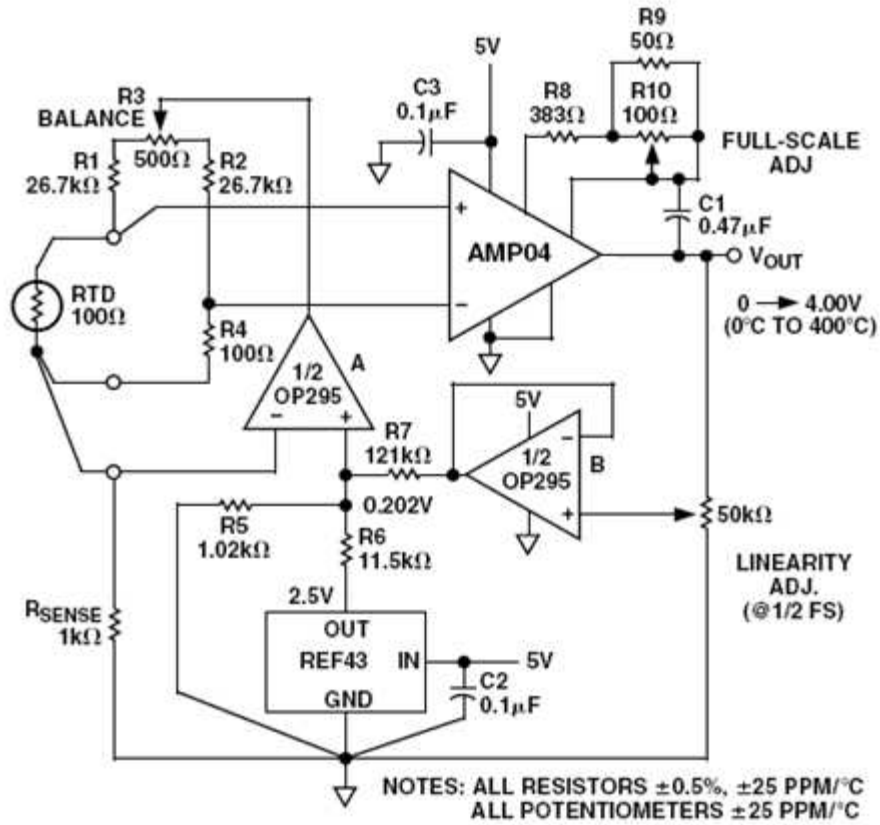 R9
50Ω
5V
R3
BALANCE
C3
0.1µF
R8
383Ω
R10
100Ω
500Ω
FULL-SCALE
ADJ
R1
26.7kΩ
R2
26.7kΩ
C1
0.47µF
+
AMP04
−
VOUT
RTD
100Ω
0 → 4.00V
(0°C TO 400°C)
R4
100Ω
A
1/2
OP295
− +
5V
R7
121kΩ
−
1/2
OP295
+
B
0.202V
50kΩ
R5
1.02kΩ
R6
11.5kΩ
LINEARITY
ADJ.
(@1/2 FS)
2.5V
RSENSE
1kΩ
OUT
REF43
IN
GND
5V
C2
0.1µF
NOTES: ALL RESISTORS ±0.5%, ±25 PPM/°C
ALL POTENTIOMETERS ±25 PPM/°C